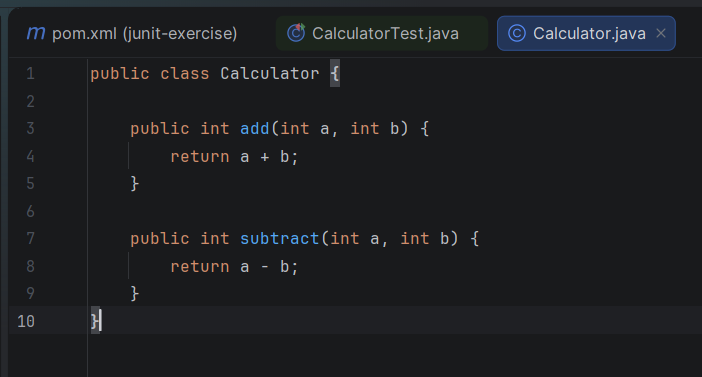 m pom.xml (junit-exercise) CalculatorTest.java Calculator.java
1 public class Calculator {
2
3 public int add(int a, int b) {
4 return a + b;
5 }
6
7 public int subtract(int a, int b) {
8 return a - b;
9 }
10 }